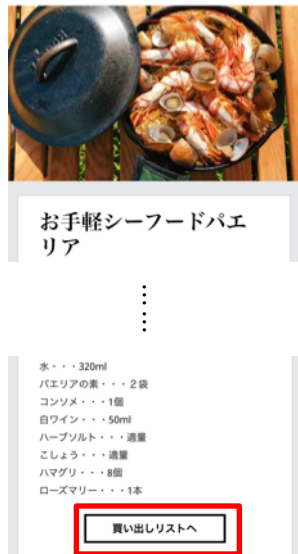 お手軽シーフードパエ
リア
水・・・320ml
パエリアの素・・・２袋
コンソメ・・・1個
白ワイン・・・50ml
ハーブソルト・・・適量
こしょう・・・適量
ハマグリ・・・8個
ローズマリー・・・1本
買い出しリストへ